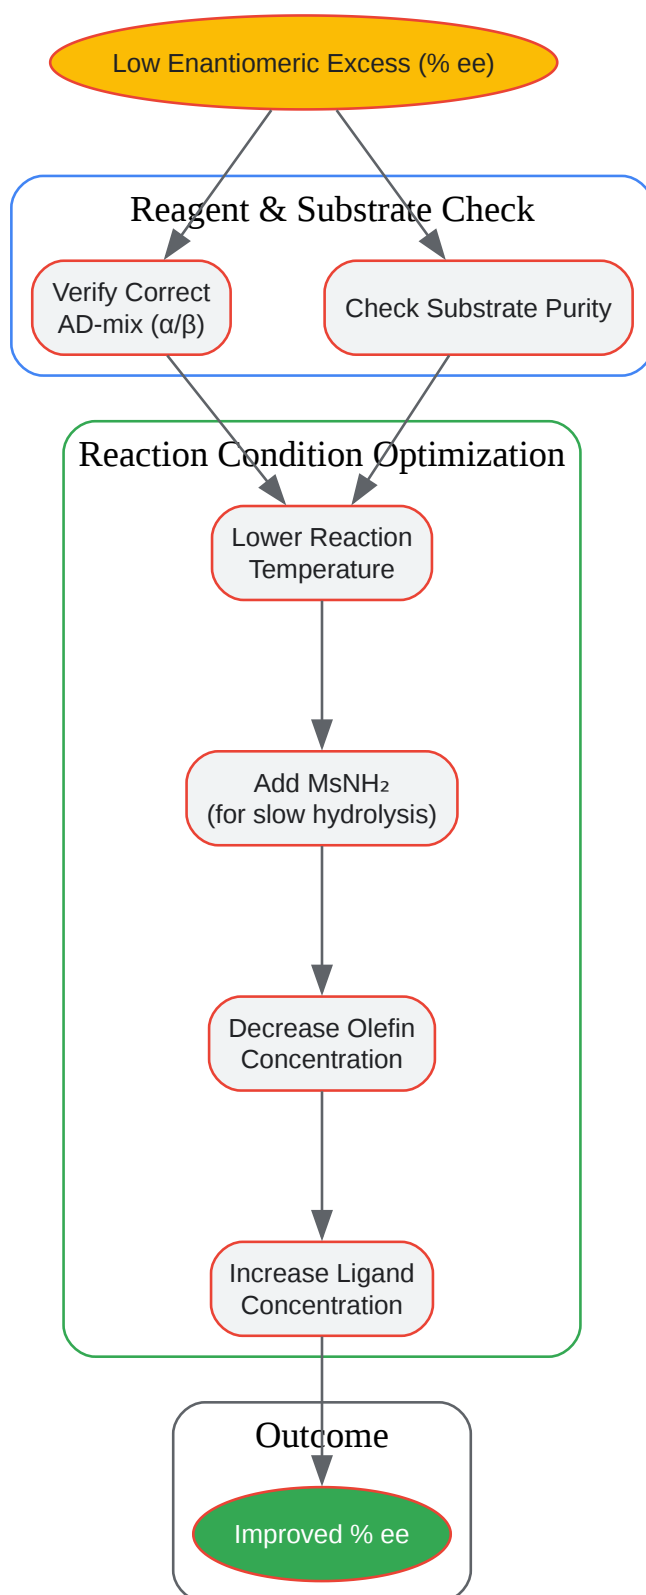 Low Enantiomeric Excess (% ee)
Reagent & Substrate Check
Verify Correct
AD-mix (α/β)
Check Substrate Purity
Reaction Condition Optimization
Lower Reaction
Temperature
Add MsNH₂
(for slow hydrolysis)
Decrease Olefin
Concentration
Increase Ligand
Concentration
Outcome
Improved % ee